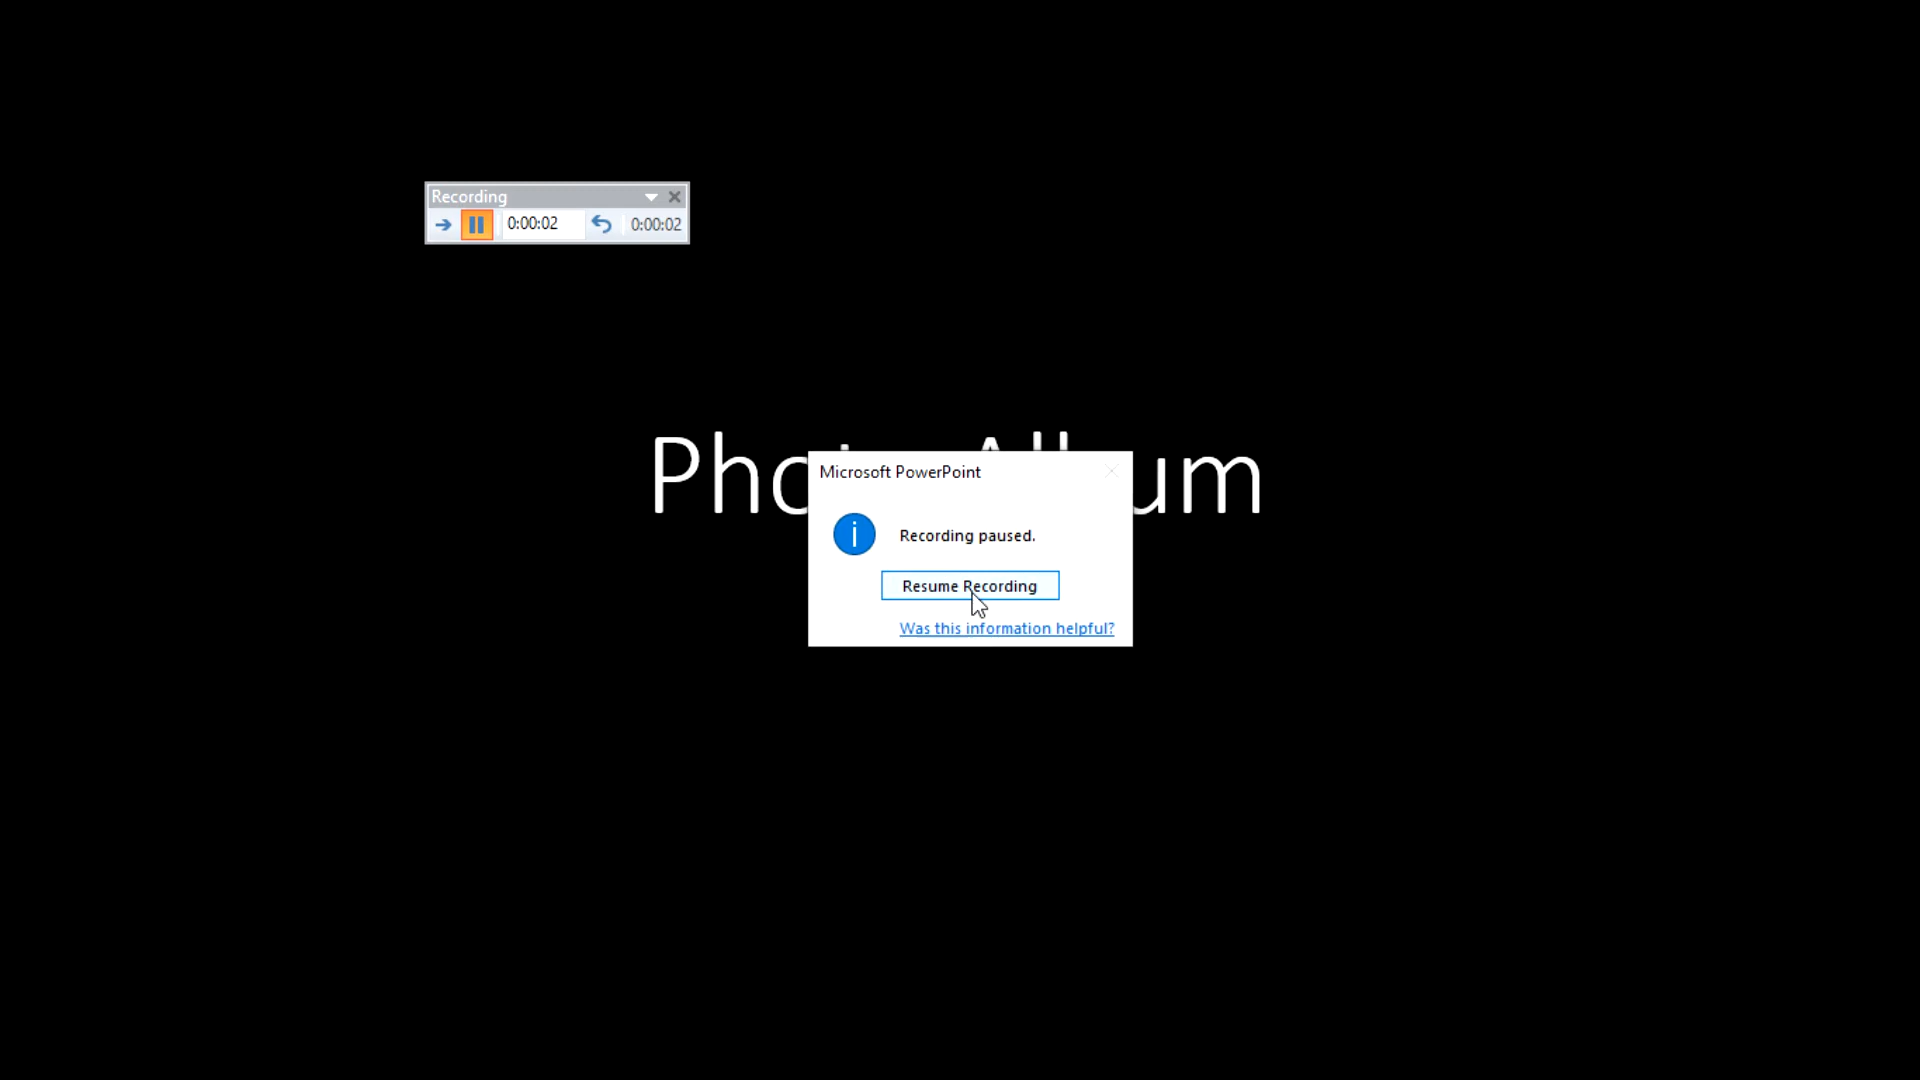 Recording
0:00:02 0:00:02
Microsoft PowerPoint
Recording paused.
Resume Recording
Was this information helpful?